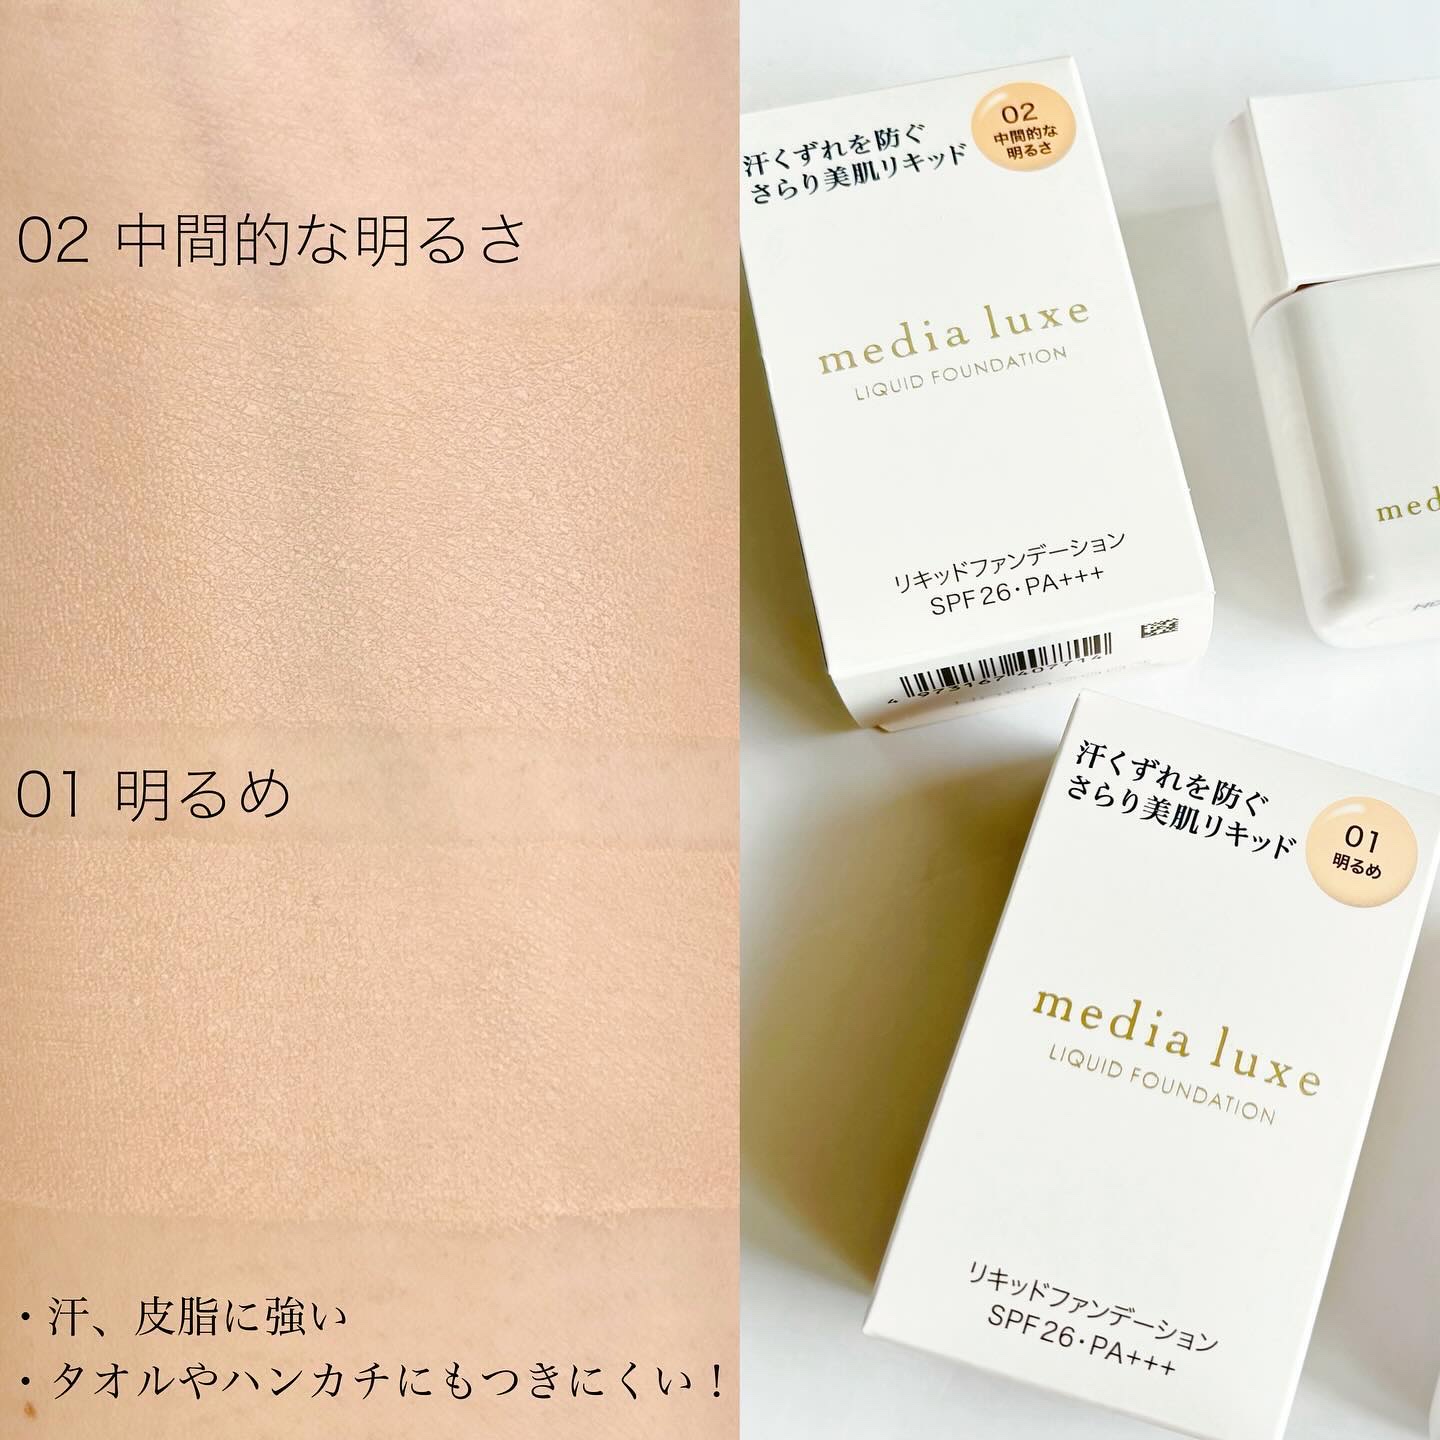 02 中間的な明るさ
01 明るめ
・汗、皮脂に強い
・タオルやハンカチにもつきにくい！
汗くずれを防ぐ
さらり美肌リキッド
02
中間的な
明るさ
media luxe
LIQUID FOUNDATION
リキッドファンデーション
SPF26・PA+++
4 973167 407714
med
汗くずれを防ぐ
さらり美肌リキッド
01
明るめ
media luxe
LIQUID FOUNDATION
リキッドファンデーション
SPF26・PA+++